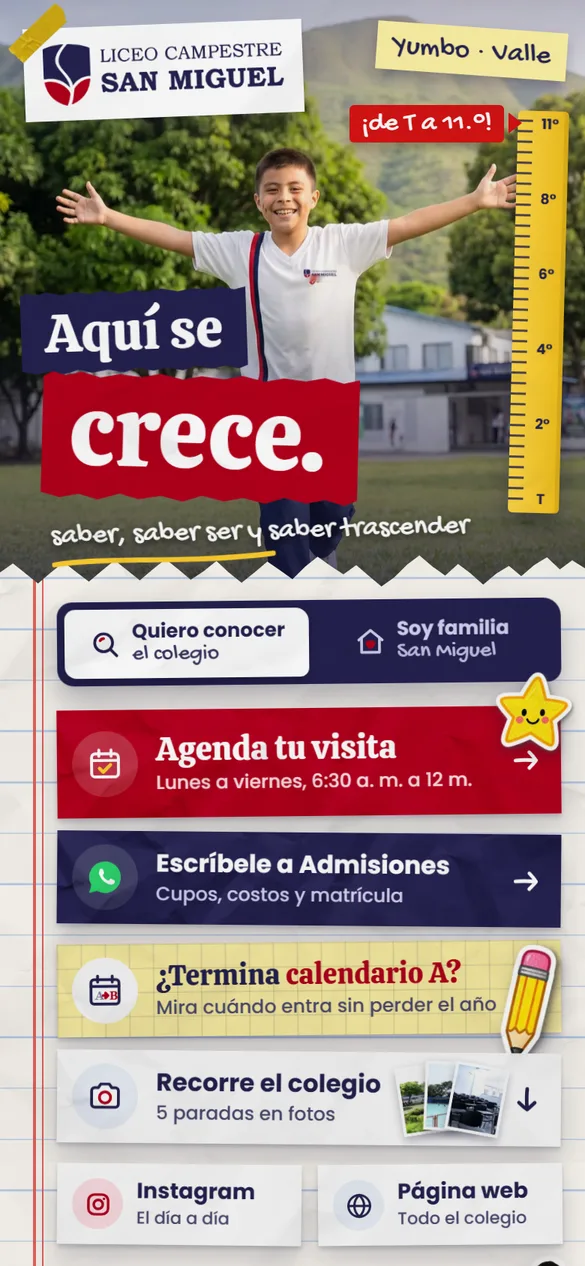 LICEO CAMPESTRE
SAN MIGUEL
Yumbo · Valle
¡de T a 11.º!
11º
8º
6º
4º
2º
T
Aquí se
crece.
saber, saber ser y saber trascender
Quiero conocer
el colegio
Soy familia
San Miguel
Agenda tu visita
Lunes a viernes, 6:30 a. m. a 12 m.
Escríbele a Admisiones
Cupos, costos y matrícula
A→B
¿Termina calendario A?
Mira cuándo entra sin perder el año
Recorre el colegio
5 paradas en fotos
Instagram
El día a día
Página web
Todo el colegio